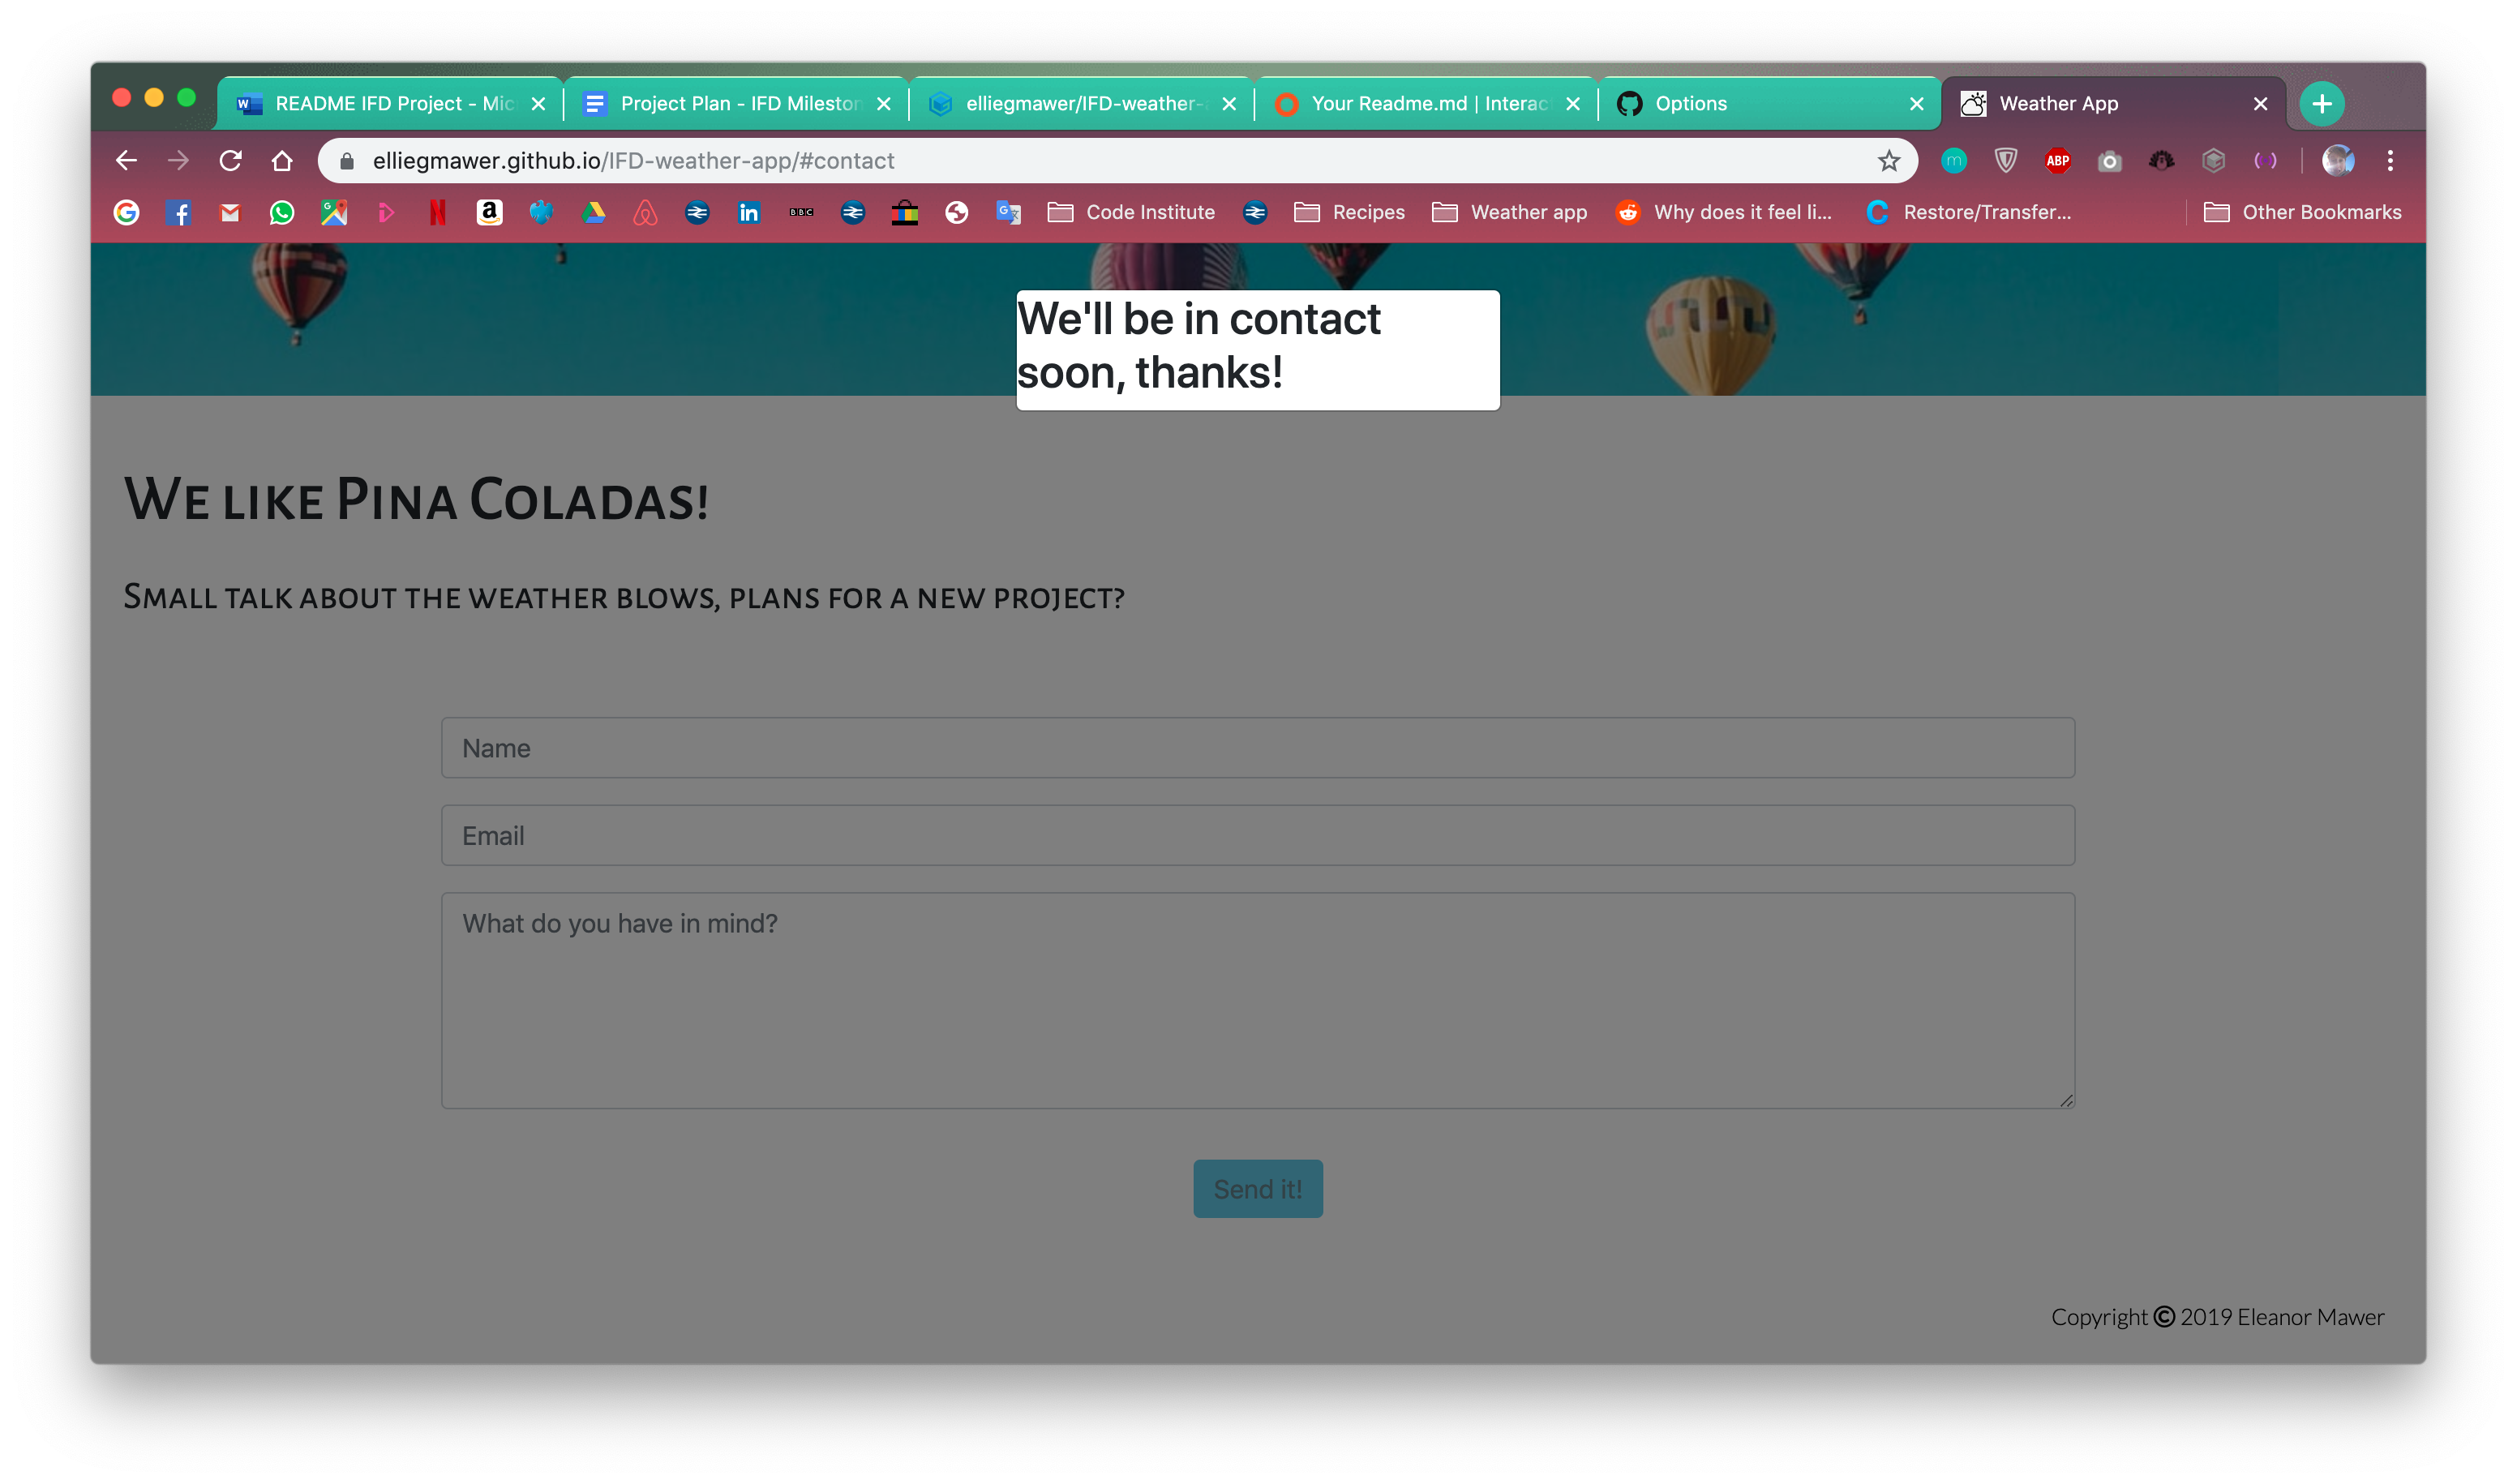 README IFD Project - Mic
Project Plan - IFD Mileston
elliegmawer/IFD-weather-a
Your Readme.md | Interac
Options
Weather App
elliegmawer.github.io/IFD-weather-app/#contact
ABP
BBC
Code Institute
Recipes
Weather app
Why does it feel li...
Restore/Transfer...
Other Bookmarks
We'll be in contact
soon, thanks!
We like Pina Coladas!
Small talk about the weather blows, plans for a new project?
Name
Email
What do you have in mind?
Send it!
Copyright © 2019 Eleanor Mawer